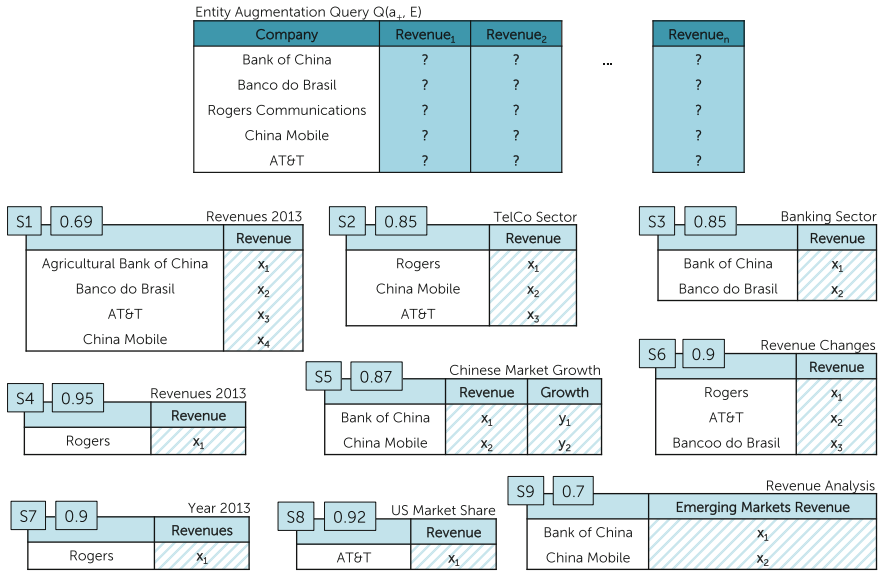 Entity Augmentation Query Q(a+, E)
Company Revenue1 Revenue2 ... Revenuen
Bank of China ? ? ?
Banco do Brasil ? ? ?
Rogers Communications ? ? ?
China Mobile ? ? ?
AT&T ? ? ?
S1 0.69 Revenues 2013
Revenue
Agricultural Bank of China x1
Banco do Brasil x2
AT&T x3
China Mobile x4
S2 0.85 TelCo Sector
Revenue
Rogers x1
China Mobile x2
AT&T x3
S3 0.85 Banking Sector
Revenue
Bank of China x1
Banco do Brasil x2
S4 0.95 Revenues 2013
Revenue
Rogers x1
S5 0.87 Chinese Market Growth
Revenue Growth
Bank of China x1 y1
China Mobile x2 y2
S6 0.9 Revenue Changes
Revenue
Rogers x1
AT&T x2
Bancoo do Brasil x3
S7 0.9 Year 2013
Revenues
Rogers x1
S8 0.92 US Market Share
Revenue
AT&T x1
S9 0.7 Revenue Analysis
Emerging Markets Revenue
Bank of China x1
China Mobile x2